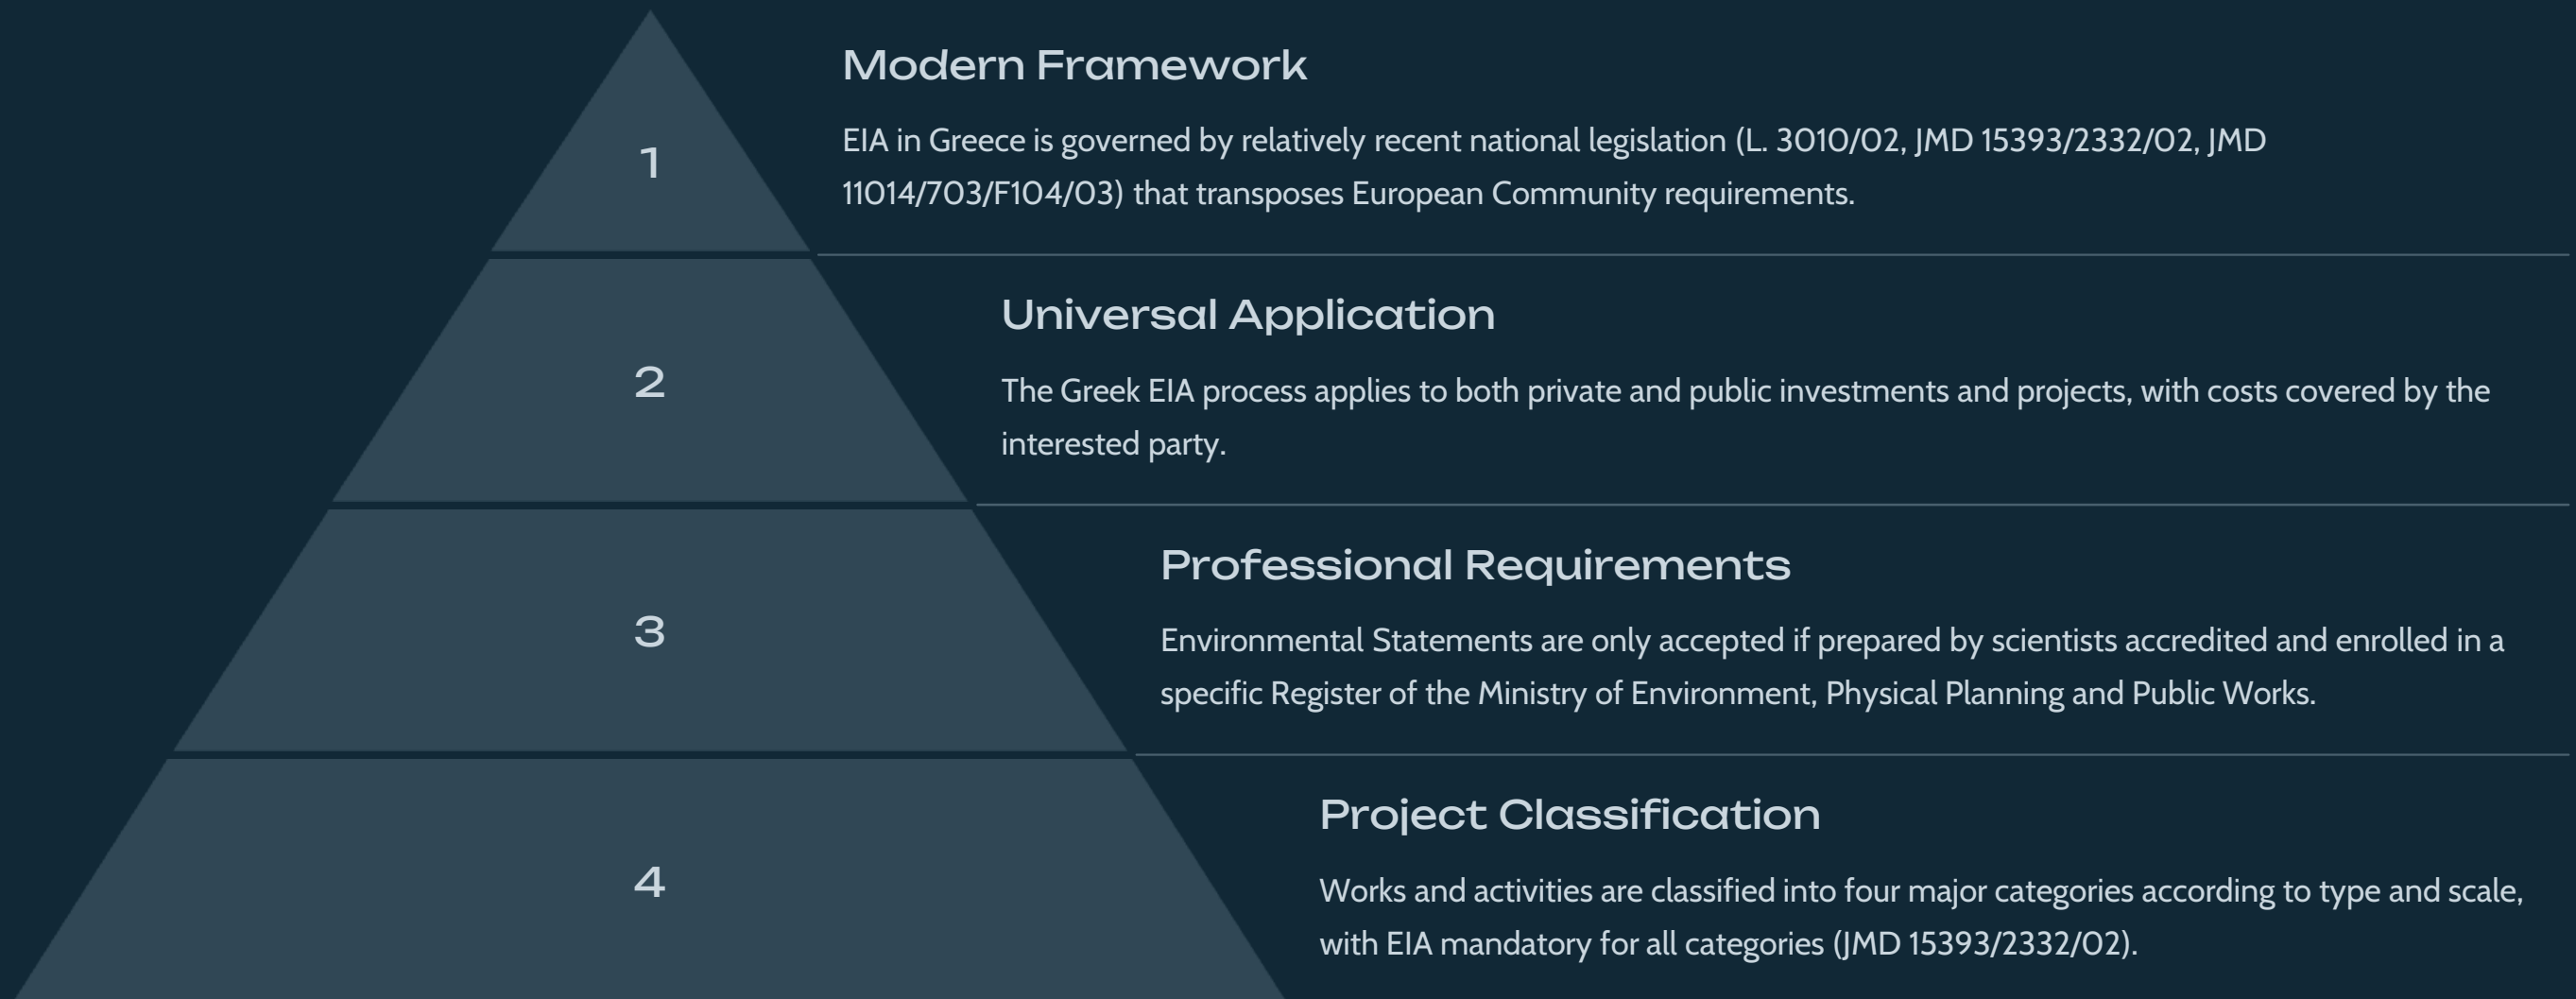 1
Modern Framework
EIA in Greece is governed by relatively recent national legislation (L. 3010/02, JMD 15393/2332/02, JMD
11014/703/F104/03) that transposes European Community requirements.
2
Universal Application
The Greek EIA process applies to both private and public investments and projects, with costs covered by the
interested party.
3
Professional Requirements
Environmental Statements are only accepted if prepared by scientists accredited and enrolled in a
specific Register of the Ministry of Environment, Physical Planning and Public Works.
4
Project Classification
Works and activities are classified into four major categories according to type and scale,
with EIA mandatory for all categories (JMD 15393/2332/02).